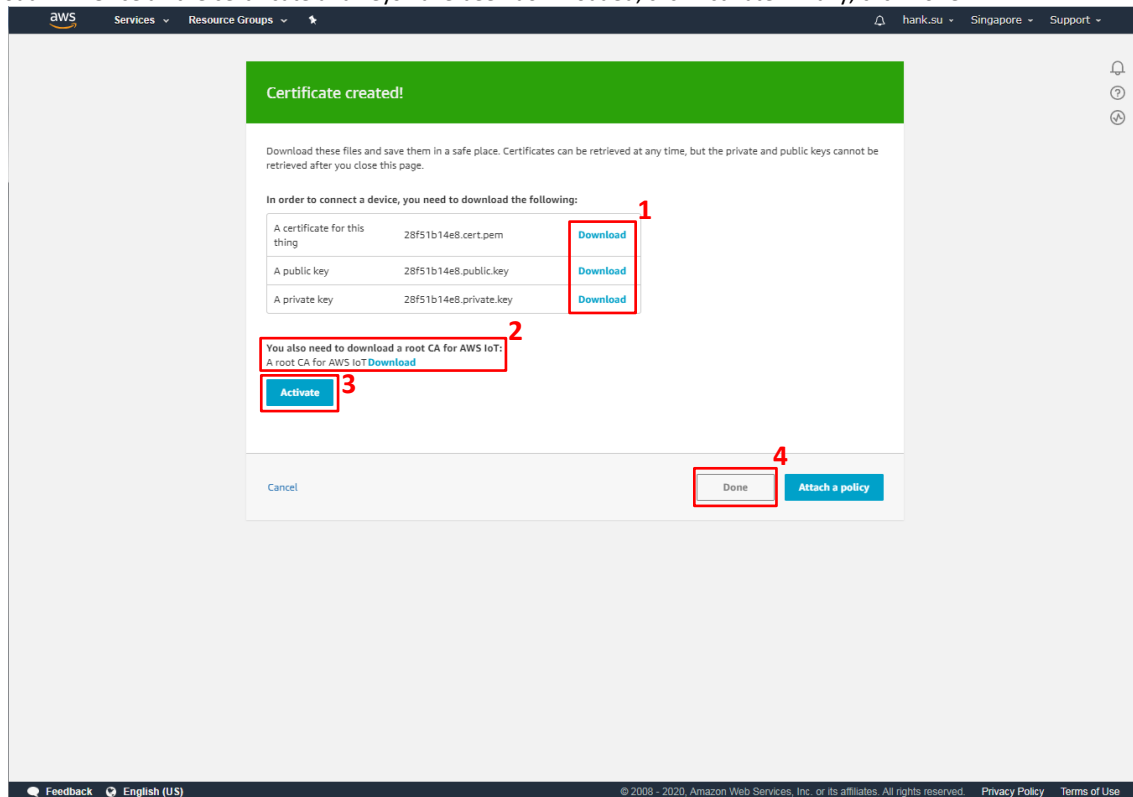 aws Services Resource Groups hank.su Singapore Support
Certificate created!
Download these files and save them in a safe place. Certificates can be retrieved at any time, but the private and public keys cannot be
retrieved after you close this page.
In order to connect a device, you need to download the following:
1
A certificate for this
thing 28f51b14e8.cert.pem Download
A public key 28f51b14e8.public.key Download
A private key 28f51b14e8.private.key Download
2
You also need to download a root CA for AWS IoT:
A root CA for AWS IoT Download
Activate 3
4
Cancel Done Attach a policy
Feedback English (US) © 2008 - 2020, Amazon Web Services, Inc. or its affiliates. All rights reserved. Privacy Policy Terms of Use